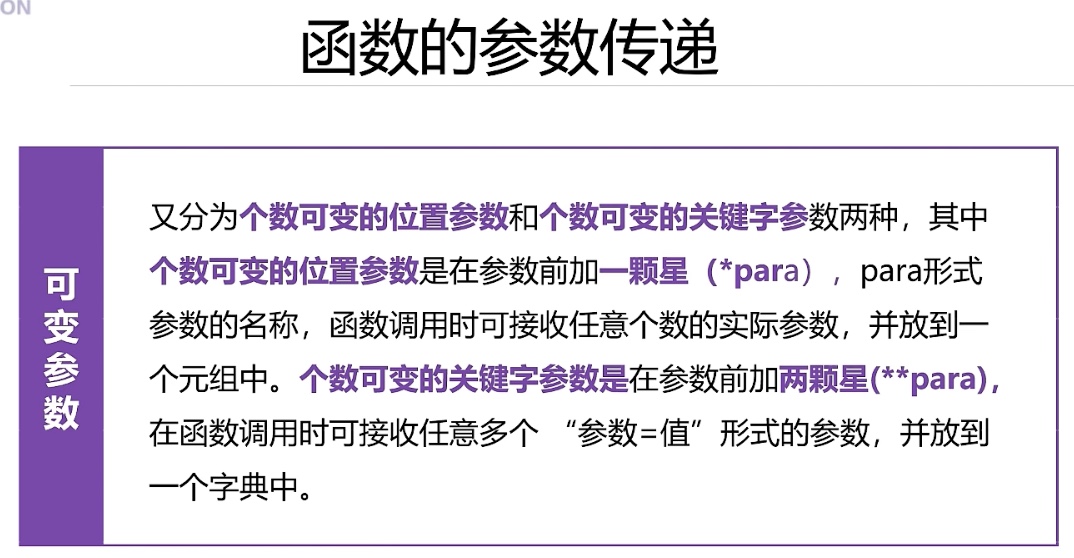 ON
函数的参数传递
可变参数
又分为个数可变的位置参数和个数可变的关键字参数两种，其中
个数可变的位置参数是在参数前加一颗星（*para），para形式
参数的名称，函数调用时可接收任意个数的实际参数，并放到一
个元组中。个数可变的关键字参数是在参数前加两颗星(**para)，
在函数调用时可接收任意多个 “参数=值”形式的参数，并放到
一个字典中。